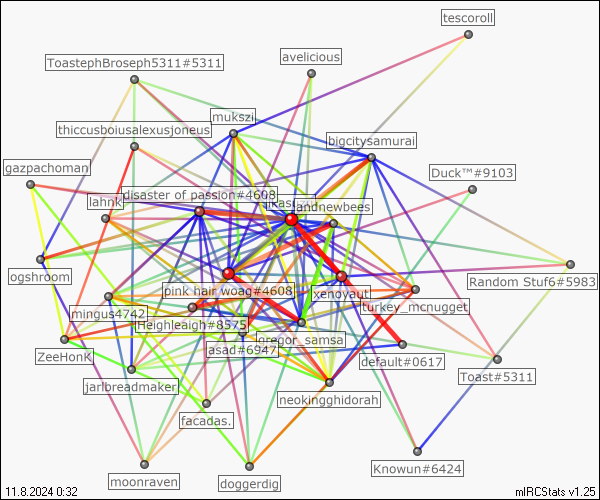 tescoroll
ToastephBroseph5311#5311
avelicious
mukszi
thiccusboiusalexusjoneus
bigcitysamurai
gazpachoman
Duck™#9103
disaster of passion#4608
lahnk
andnewbees
ogshroom
Random Stuf6#5983
pink hair woag#4608
xenoyaut
mingus4742
turkey_mcnugget
Heighleaigh#8575
gregor_samsa
asad#6947
ZeeHonK
default#0617
Toast#5311
jarlbreadmaker
neokingghidorah
facadas.
Knowun#6424
moonraven
doggerdig
11.8.2024 0:32
mIRCStats v1.25